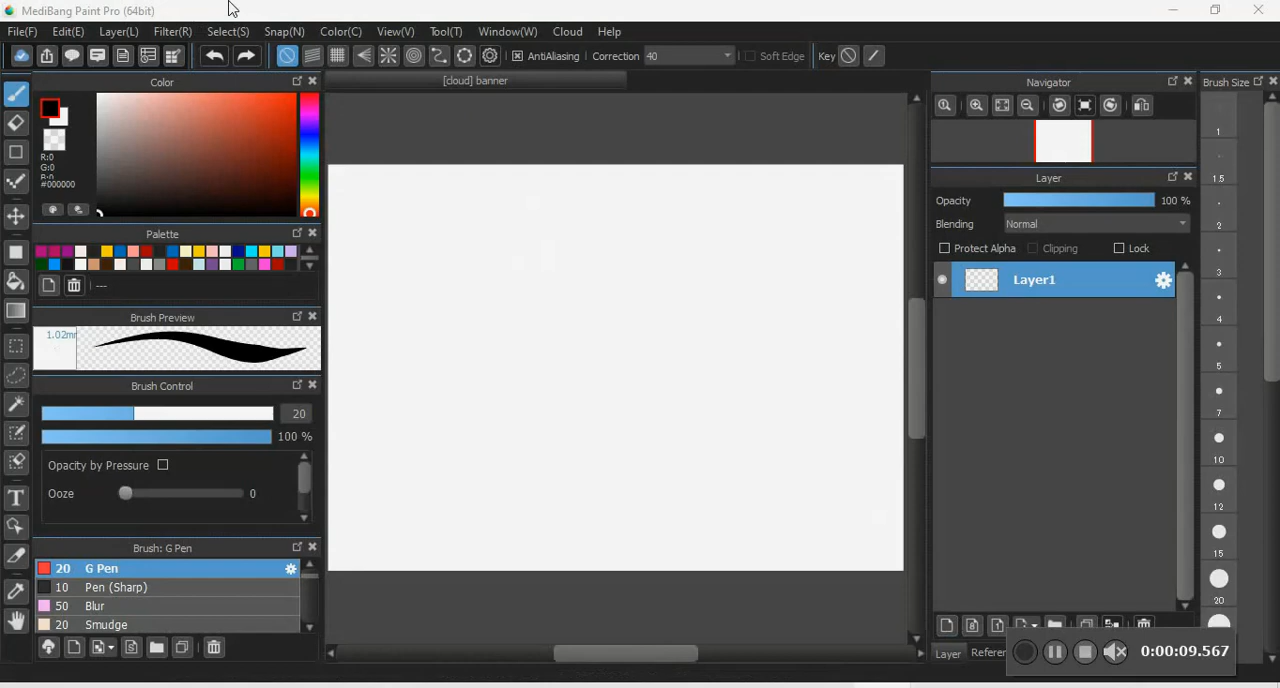 MediBang Paint Pro (64bit)
File(F) Edit(E) Layer(L) Filter(R) Select(S) Snap(N) Color(C) View(V) Tool(T) Window(W) Cloud Help
AntiAliasing Correction 40 Soft Edge Key
Color
[cloud] banner
Navigator
Brush Size
R:0
G:0
B:0
#000000
Palette
---
Brush Preview
Brush Control
20
100 %
Opacity by Pressure
Ooze 0
Brush: G Pen
20 G Pen
10 Pen (Sharp)
50 Blur
20 Smudge
Layer
Opacity 100 %
Blending Normal
Protect Alpha Clipping Lock
Layer1
Layer
0:00:09.567
1
1.5
2
3
4
5
7
10
12
15
20